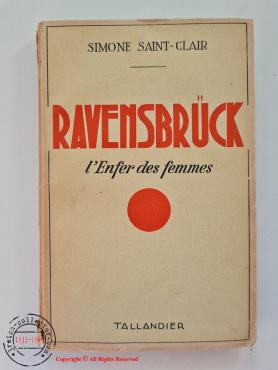 SIMONE SAINT-CLAIR
RAVENSBRÜCK
l'Enfer des femmes
TALLANDIER
Copyright © All Rights Reserved